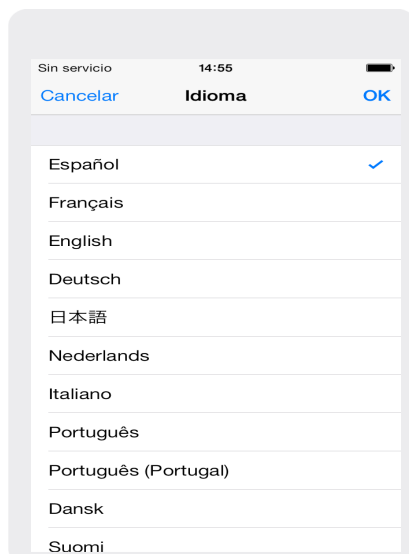 Sin servicio 14:55
Cancelar Idioma OK
Español
Français
English
Deutsch
日本語
Nederlands
Italiano
Português
Português (Portugal)
Dansk
Suomi